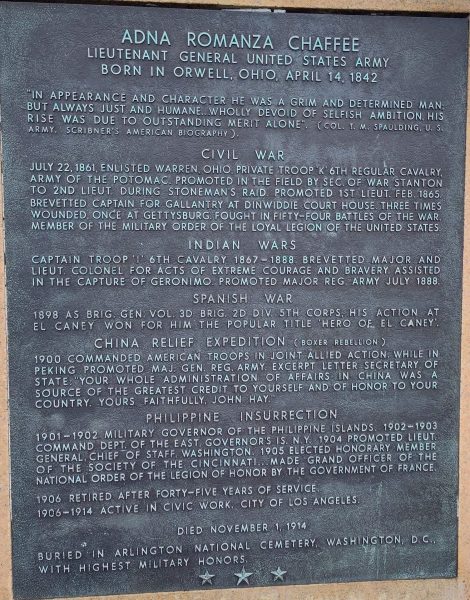 ADNA ROMANZA CHAFFEE
LIEUTENANT GENERAL UNITED STATES ARMY
BORN IN ORWELL, OHIO, APRIL 14, 1842
"IN APPEARANCE AND CHARACTER HE WAS A GRIM AND DETERMINED MAN,
BUT ALWAYS JUST AND HUMANE.. WHOLLY DEVOID OF SELFISH AMBITION, HIS
RISE WAS DUE TO OUTSTANDING MERIT ALONE". (COL. T. M. SPAULDING, U. S.
ARMY, SCRIBNER'S AMERICAN BIOGRAPHY)
CIVIL WAR
JULY 22, 1861, ENLISTED WARREN, OHIO, PRIVATE TROOP "K" 6TH REGULAR CAVALRY,
ARMY OF THE POTOMAC. PROMOTED IN THE FIELD BY SEC. OF WAR STANTON
TO 2ND LIEUT. DURING STONEMAN'S RAID. PROMOTED 1ST LIEUT. FEB. 1865.
BREVETTED CAPTAIN FOR GALLANTRY AT DINWIDDIE COURT HOUSE. THREE TIMES
WOUNDED, ONCE AT GETTYSBURG. FOUGHT IN FIFTY-FOUR BATTLES OF THE WAR.
MEMBER OF THE MILITARY ORDER OF THE LOYAL LEGION OF THE UNITED STATES
INDIAN WARS
CAPTAIN TROOP "I" 6TH CAVALRY 1867-1888. BREVETTED MAJOR AND
LIEUT. COLONEL FOR ACTS OF EXTREME COURAGE AND BRAVERY. ASSISTED
IN THE CAPTURE OF GERONIMO. PROMOTED MAJOR REG. ARMY JULY 1888.
SPANISH WAR
1898 AS BRIG. GEN. VOL. 3D BRIG. 2D DIV. 5TH CORPS, HIS ACTION AT
EL CANEY WON FOR HIM THE POPULAR TITLE "HERO OF EL CANEY".
CHINA RELIEF EXPEDITION (BOXER REBELLION)
1900 COMMANDED AMERICAN TROOPS IN JOINT ALLIED ACTION. WHILE IN
PEKING PROMOTED MAJ. GEN. REG. ARMY. EXCERPT LETTER SECRETARY OF
STATE: "YOUR WHOLE ADMINISTRATION OF AFFAIRS IN CHINA WAS A
SOURCE OF THE GREATEST CREDIT TO YOURSELF AND OF HONOR TO YOUR
COUNTRY. YOURS FAITHFULLY, JOHN HAY."
PHILIPPINE INSURRECTION
1901-1902 MILITARY GOVERNOR OF THE PHILIPPINE ISLANDS. 1902-1903
COMMAND DEPT. OF THE EAST, GOVERNORS IS. N.Y. 1904 PROMOTED LIEUT.
GENERAL, CHIEF OF STAFF, WASHINGTON. 1905 ELECTED HONORARY MEMBER
OF THE SOCIETY OF THE CINCINNATI... MADE GRAND OFFICER OF THE
NATIONAL ORDER OF THE LEGION OF HONOR BY THE GOVERNMENT OF FRANCE.
1906 RETIRED AFTER FORTY-FIVE YEARS OF SERVICE.
1906-1914 ACTIVE IN CIVIC WORK, CITY OF LOS ANGELES.
DIED NOVEMBER 1, 1914
BURIED IN ARLINGTON NATIONAL CEMETERY, WASHINGTON, D.C.,
WITH HIGHEST MILITARY HONORS.